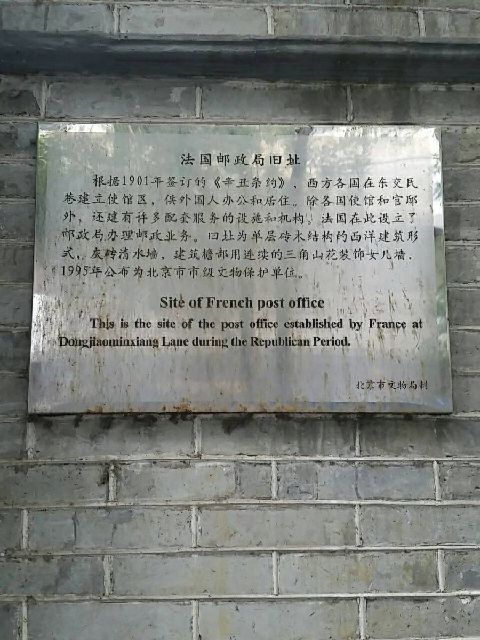 法国邮政局旧址
根据1901年签订的《辛丑条约》，西方各国在东交民
巷建立使馆区，供外国人办公和居住。除各国使馆和官邸
外，还建有许多配套服务的设施和机构。法国在此设立了
邮政局办理邮政业务。旧址为单层砖木结构的西洋建筑形
式，灰砖清水墙，建筑檐部用连续的三角山花装饰女儿墙。
1995年公布为北京市市级文物保护单位。
Site of French post office
This is the site of the post office established by France at
Dongjiaominxiang Lane during the Republican Period.
北京市文物局制